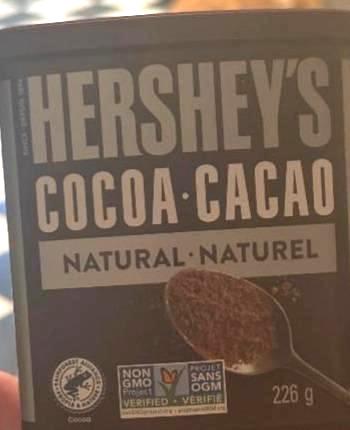 HERSHEY'S
COCOA·CACAO
NATURAL·NATUREL
NON
GMO
Project
VERIFIED • VÉRIFIÉ
PROJET
SANS
OGM
226 g
Cocoa